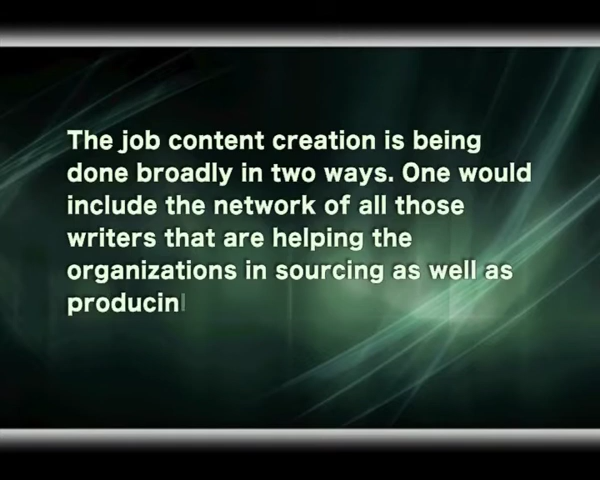 The job content creation is being
done broadly in two ways. One would
include the network of all those
writers that are helping the
organizations in sourcing as well as
producin